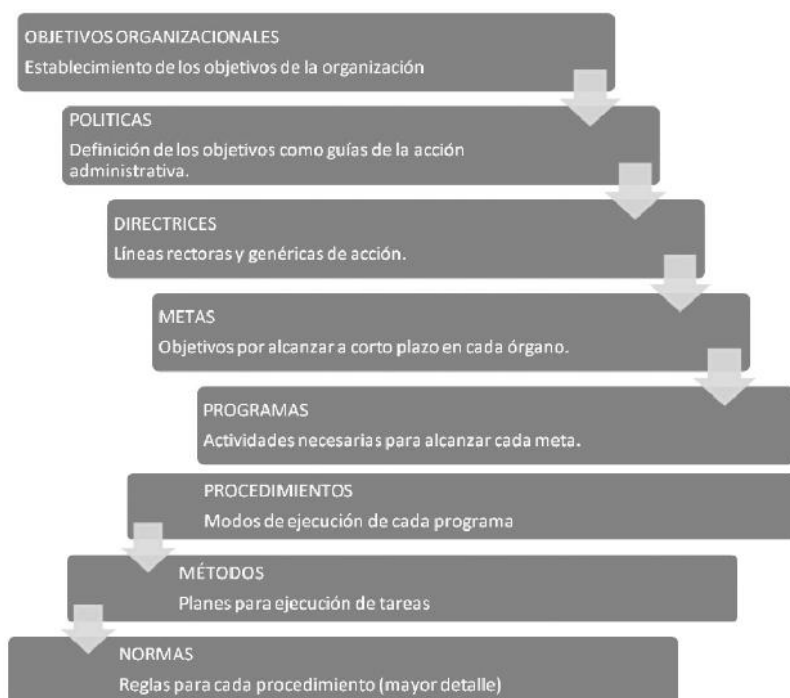 OBJETIVOS ORGANIZACIONALES
Establecimiento de los objetivos de la organización
POLITICAS
Definición de los objetivos como guías de la acción
administrativa.
DIRECTRICES
Líneas rectoras y genéricas de acción.
METAS
Objetivos por alcanzar a corto plazo en cada órgano.
PROGRAMAS
Actividades necesarias para alcanzar cada meta.
PROCEDIMIENTOS
Modos de ejecución de cada programa
MÉTODOS
Planes para ejecución de tareas
NORMAS
Reglas para cada procedimiento (mayor detalle)